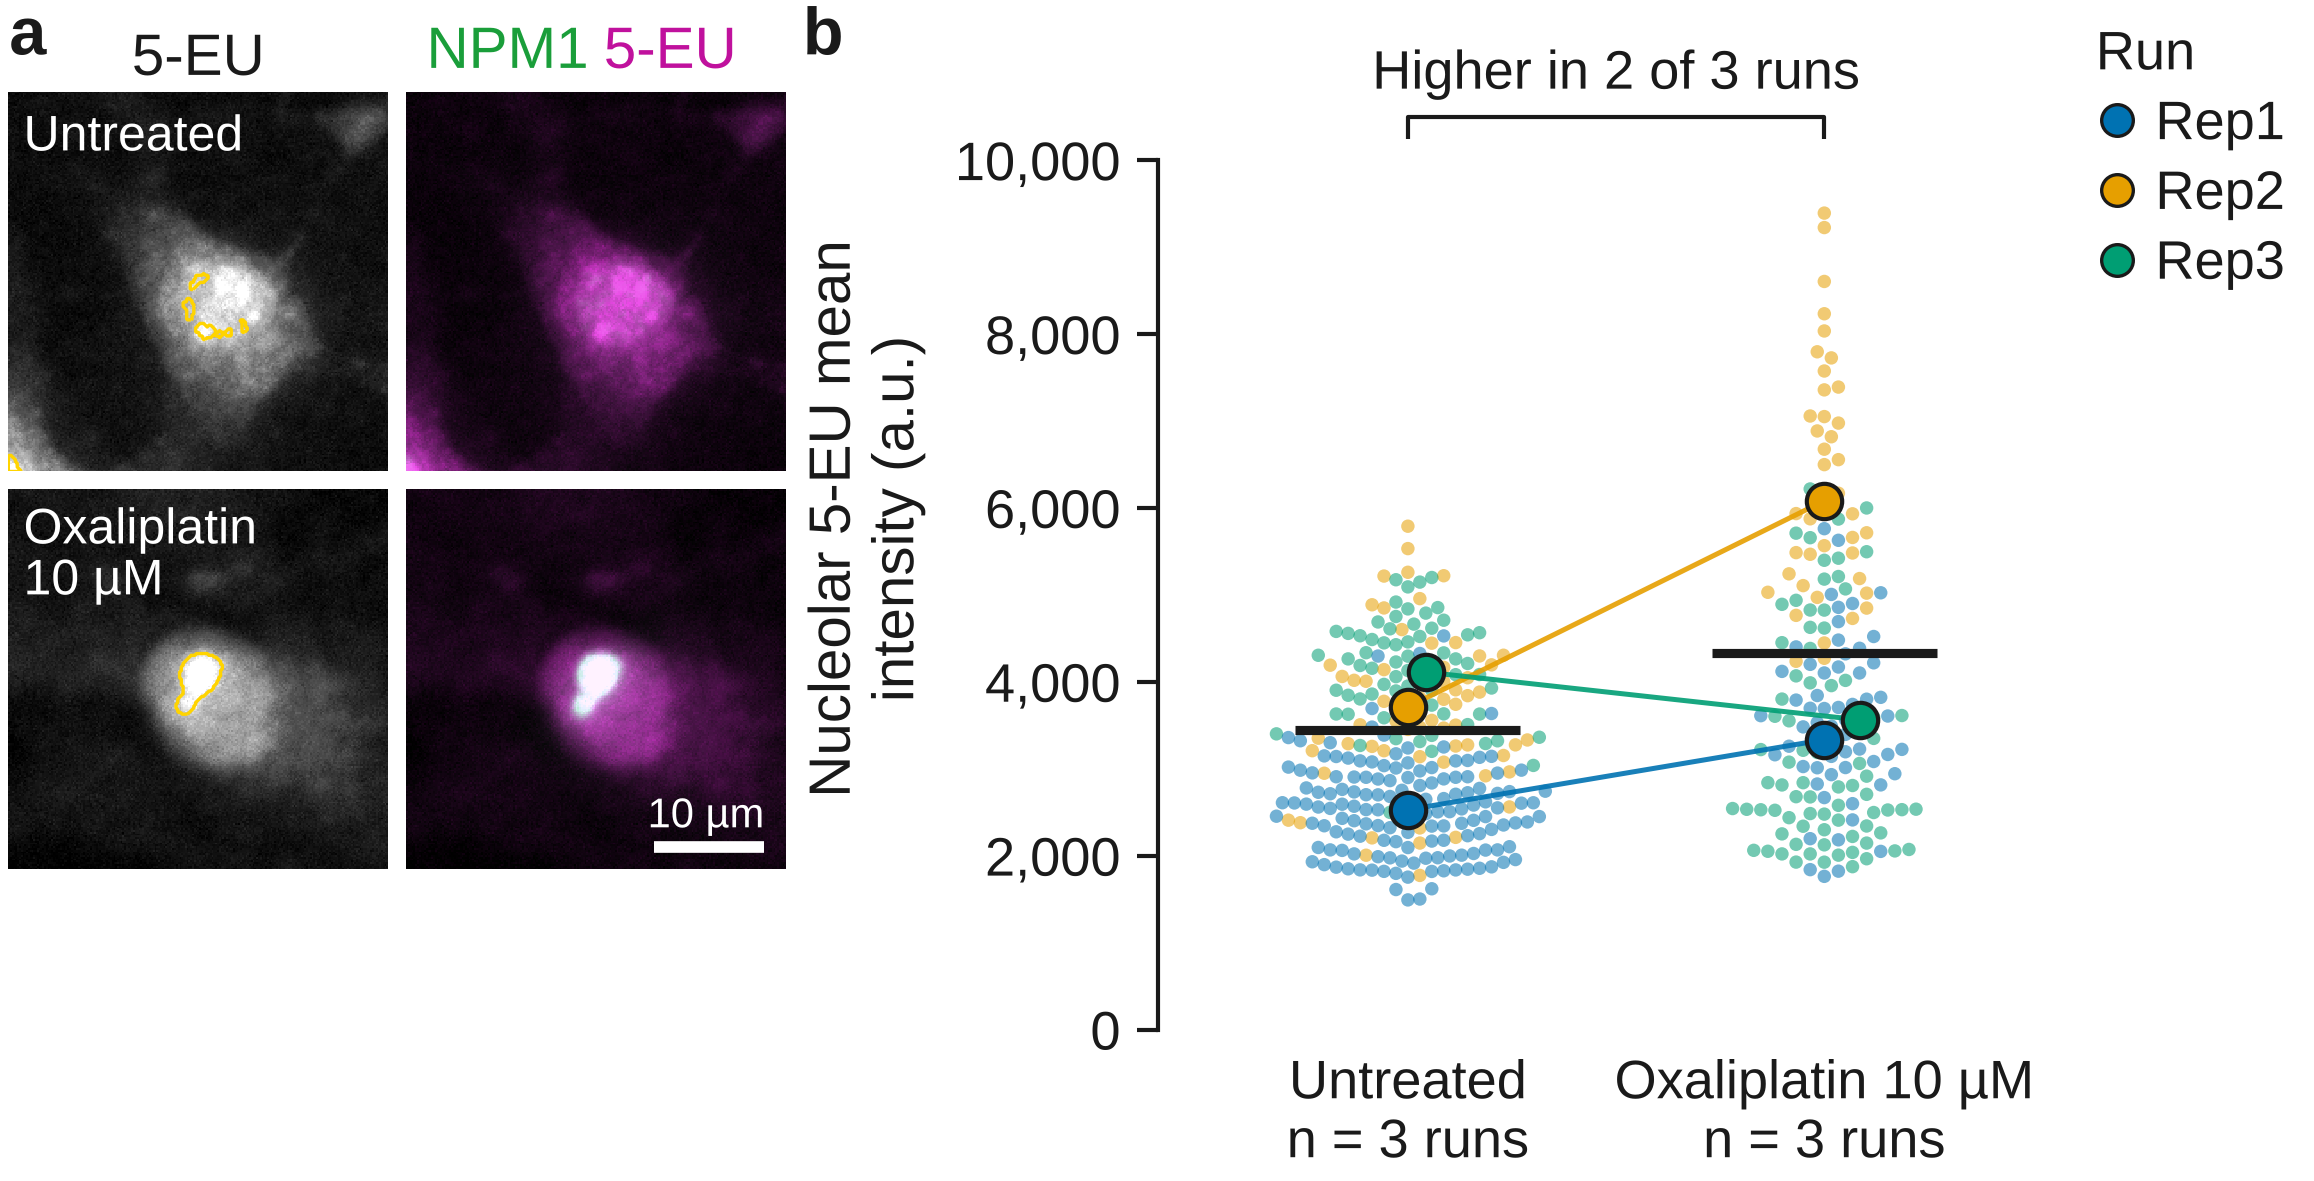 a
5-EU
NPM1 5-EU
Untreated
Oxaliplatin
10 µM
10 µm
b
Higher in 2 of 3 runs
Nucleolar 5-EU mean
intensity (a.u.)
10,000
8,000
6,000
4,000
2,000
0
Untreated
n = 3 runs
Oxaliplatin 10 µM
n = 3 runs
Run
Rep1
Rep2
Rep3